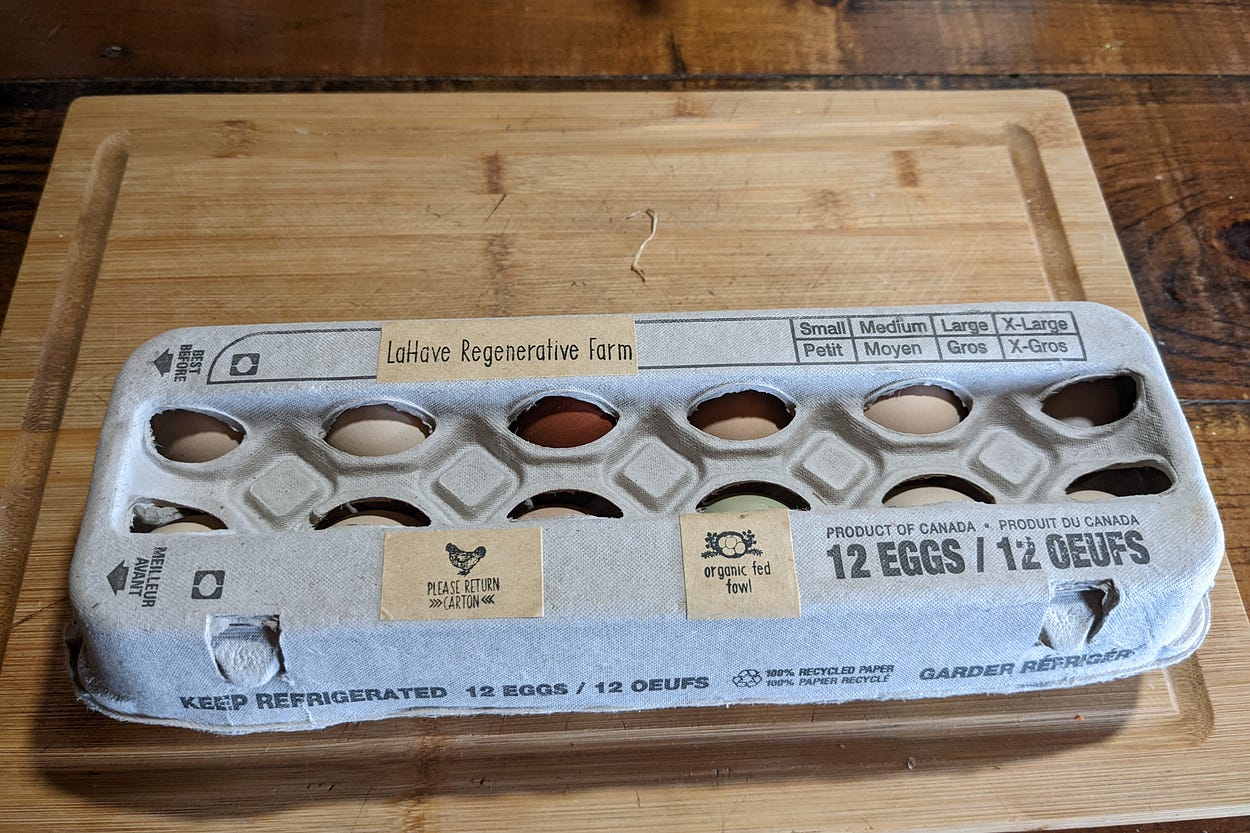 BEST
BEFORE
LaHave Regenerative Farm
Small Medium Large X-Large
Petit Moyen Gros X-Gros
MEILLEUR
AVANT
PLEASE RETURN
»»CARTON««
organic fed
fowl
PRODUCT OF CANADA • PRODUIT DU CANADA
12 EGGS / 12 OEUFS
KEEP REFRIGERATED 12 EGGS / 12 OEUFS
100% RECYCLED PAPER
100% PAPIER RECYCLÉ
GARDER RÉFRIGÉR